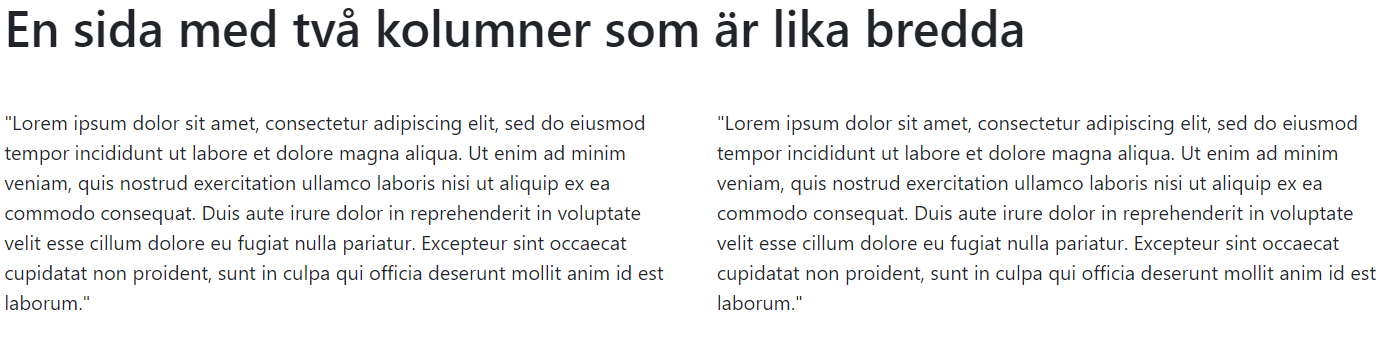 En sida med två kolumner som är lika bredda
"Lorem ipsum dolor sit amet, consectetur adipiscing elit, sed do eiusmod
tempor incididunt ut labore et dolore magna aliqua. Ut enim ad minim
veniam, quis nostrud exercitation ullamco laboris nisi ut aliquip ex ea
commodo consequat. Duis aute irure dolor in reprehenderit in voluptate
velit esse cillum dolore eu fugiat nulla pariatur. Excepteur sint occaecat
cupidatat non proident, sunt in culpa qui officia deserunt mollit anim id est
laborum."
"Lorem ipsum dolor sit amet, consectetur adipiscing elit, sed do eiusmod
tempor incididunt ut labore et dolore magna aliqua. Ut enim ad minim
veniam, quis nostrud exercitation ullamco laboris nisi ut aliquip ex ea
commodo consequat. Duis aute irure dolor in reprehenderit in voluptate
velit esse cillum dolore eu fugiat nulla pariatur. Excepteur sint occaecat
cupidatat non proident, sunt in culpa qui officia deserunt mollit anim id est
laborum."